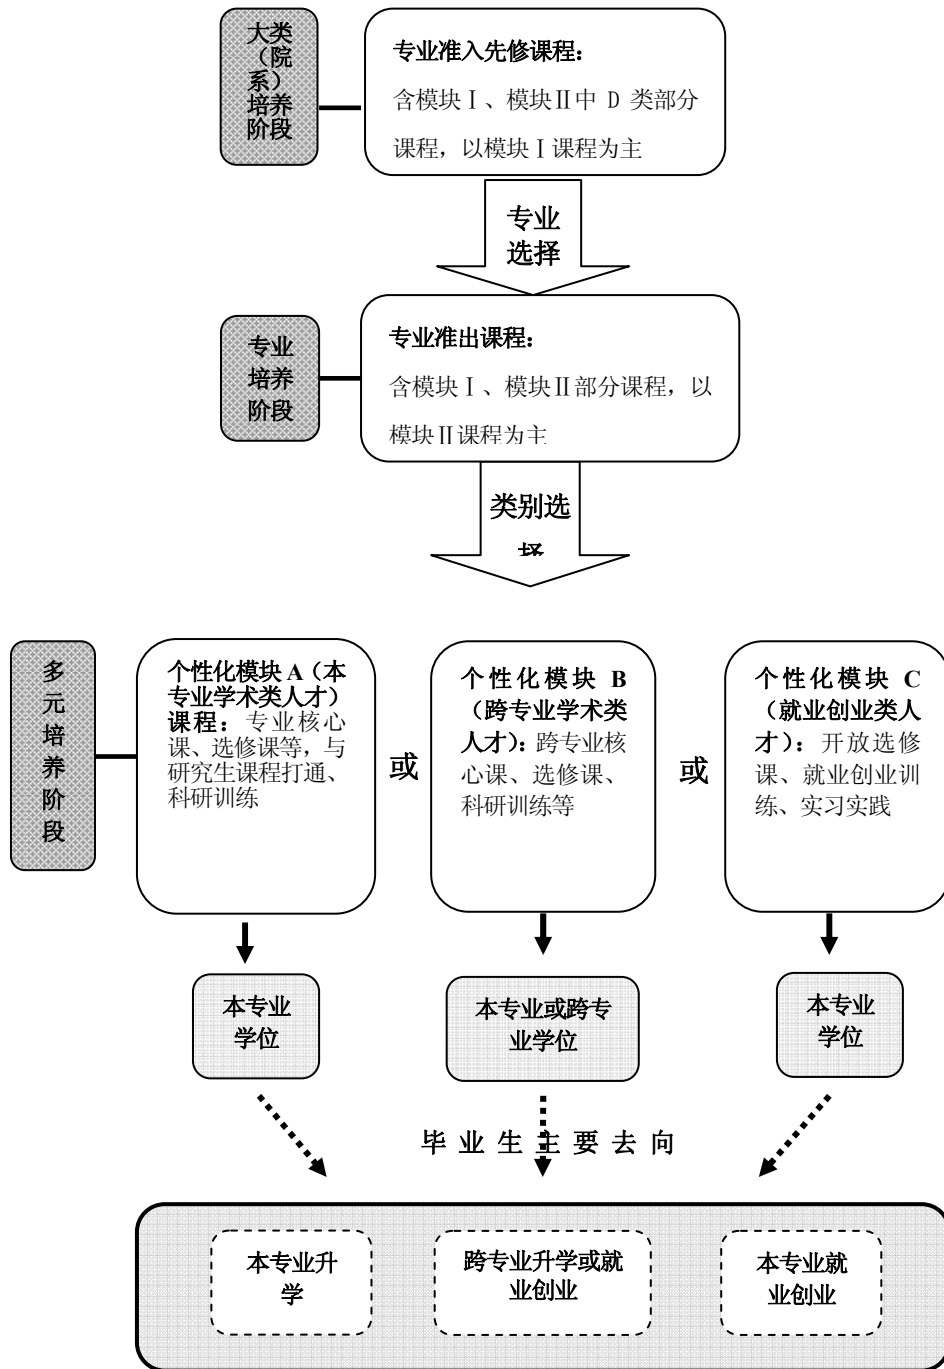 大类
（院
系）
培养
阶段
专业准入先修课程：
含模块Ⅰ、模块Ⅱ中 D 类部分
课程，以模块Ⅰ课程为主
专业
选择
专业
培养
阶段
专业准出课程：
含模块Ⅰ、模块Ⅱ部分课程，以
模块Ⅱ课程为主
类别选
择
多
元
培
养
阶
段
个性化模块 A（本
专业学术类人才）
课程：专业核心
课、选修课等，与
研究生课程打通、
科研训练
或
个性化模块 B
（跨专业学术类
人才）：跨专业核
心课、选修课、
科研训练等
或
个性化模块 C
（就业创业类人
才）：开放选修
课、就业创业训
练、实习实践
本专业
学位
本专业或跨专
业学位
本专业
学位
毕 业 生 主 要 去 向
本专业升
学
跨专业升学或就
业创业
本专业就
业创业